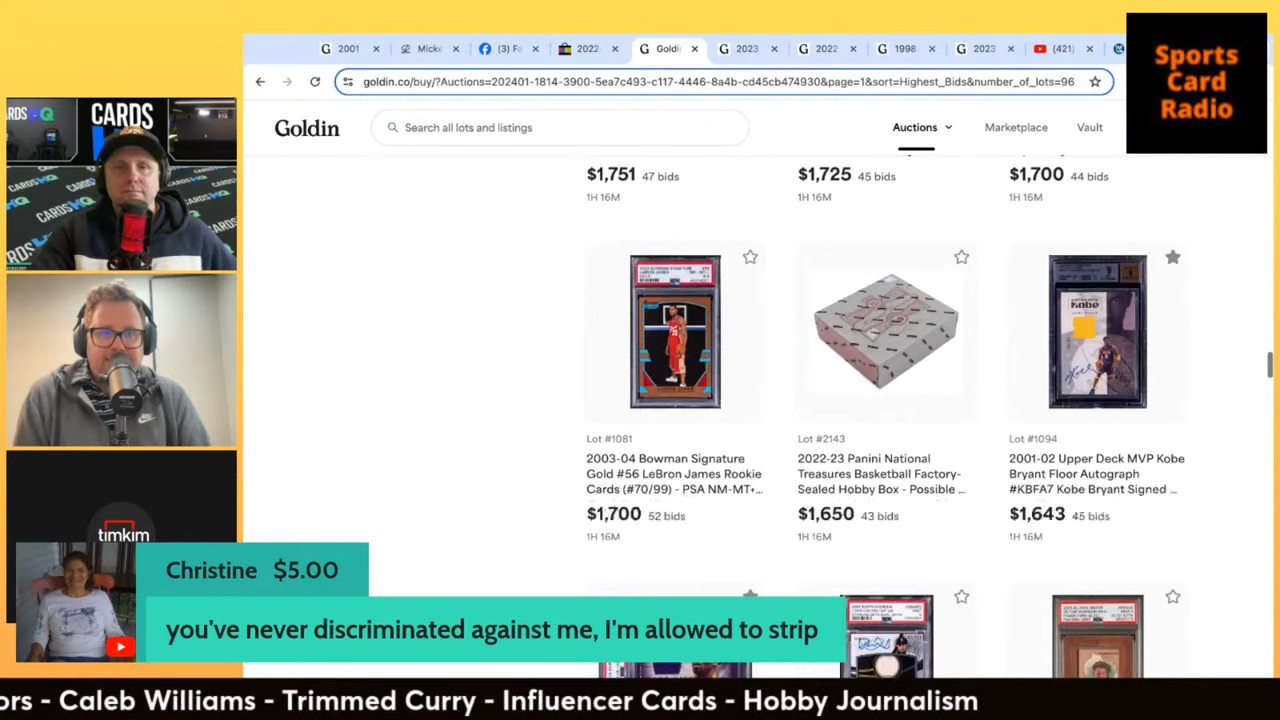 2001
Micke
(3) Fa
2022-
Goldin
2023
2022
1998
2023
(421)
goldin.co/buy/?Auctions=202401-1814-3900-5ea7c493-c117-4446-8a4b-cd45cb474930&page=1&sort=Highest_Bids&number_of_lots=96
Sports
Card
Radio
Goldin
Search all lots and listings
Auctions
Marketplace
Vault
CARDS
CARDS HQ
$1,751 47 bids
1H 16M
$1,725 45 bids
1H 16M
$1,700 44 bids
1H 16M
Lot #1081
2003-04 Bowman Signature
Gold #56 LeBron James Rookie
Cards (#70/99) - PSA NM-MT+...
$1,700 52 bids
1H 16M
Lot #2143
2022-23 Panini National
Treasures Basketball Factory-
Sealed Hobby Box - Possible ...
$1,650 43 bids
1H 16M
Lot #1094
2001-02 Upper Deck MVP Kobe
Bryant Floor Autograph
#KBFA7 Kobe Bryant Signed ...
$1,643 45 bids
1H 16M
timkim
Christine $5.00
you've never discriminated against me, I'm allowed to strip
ors - Caleb Williams - Trimmed Curry - Influencer Cards - Hobby Journalism